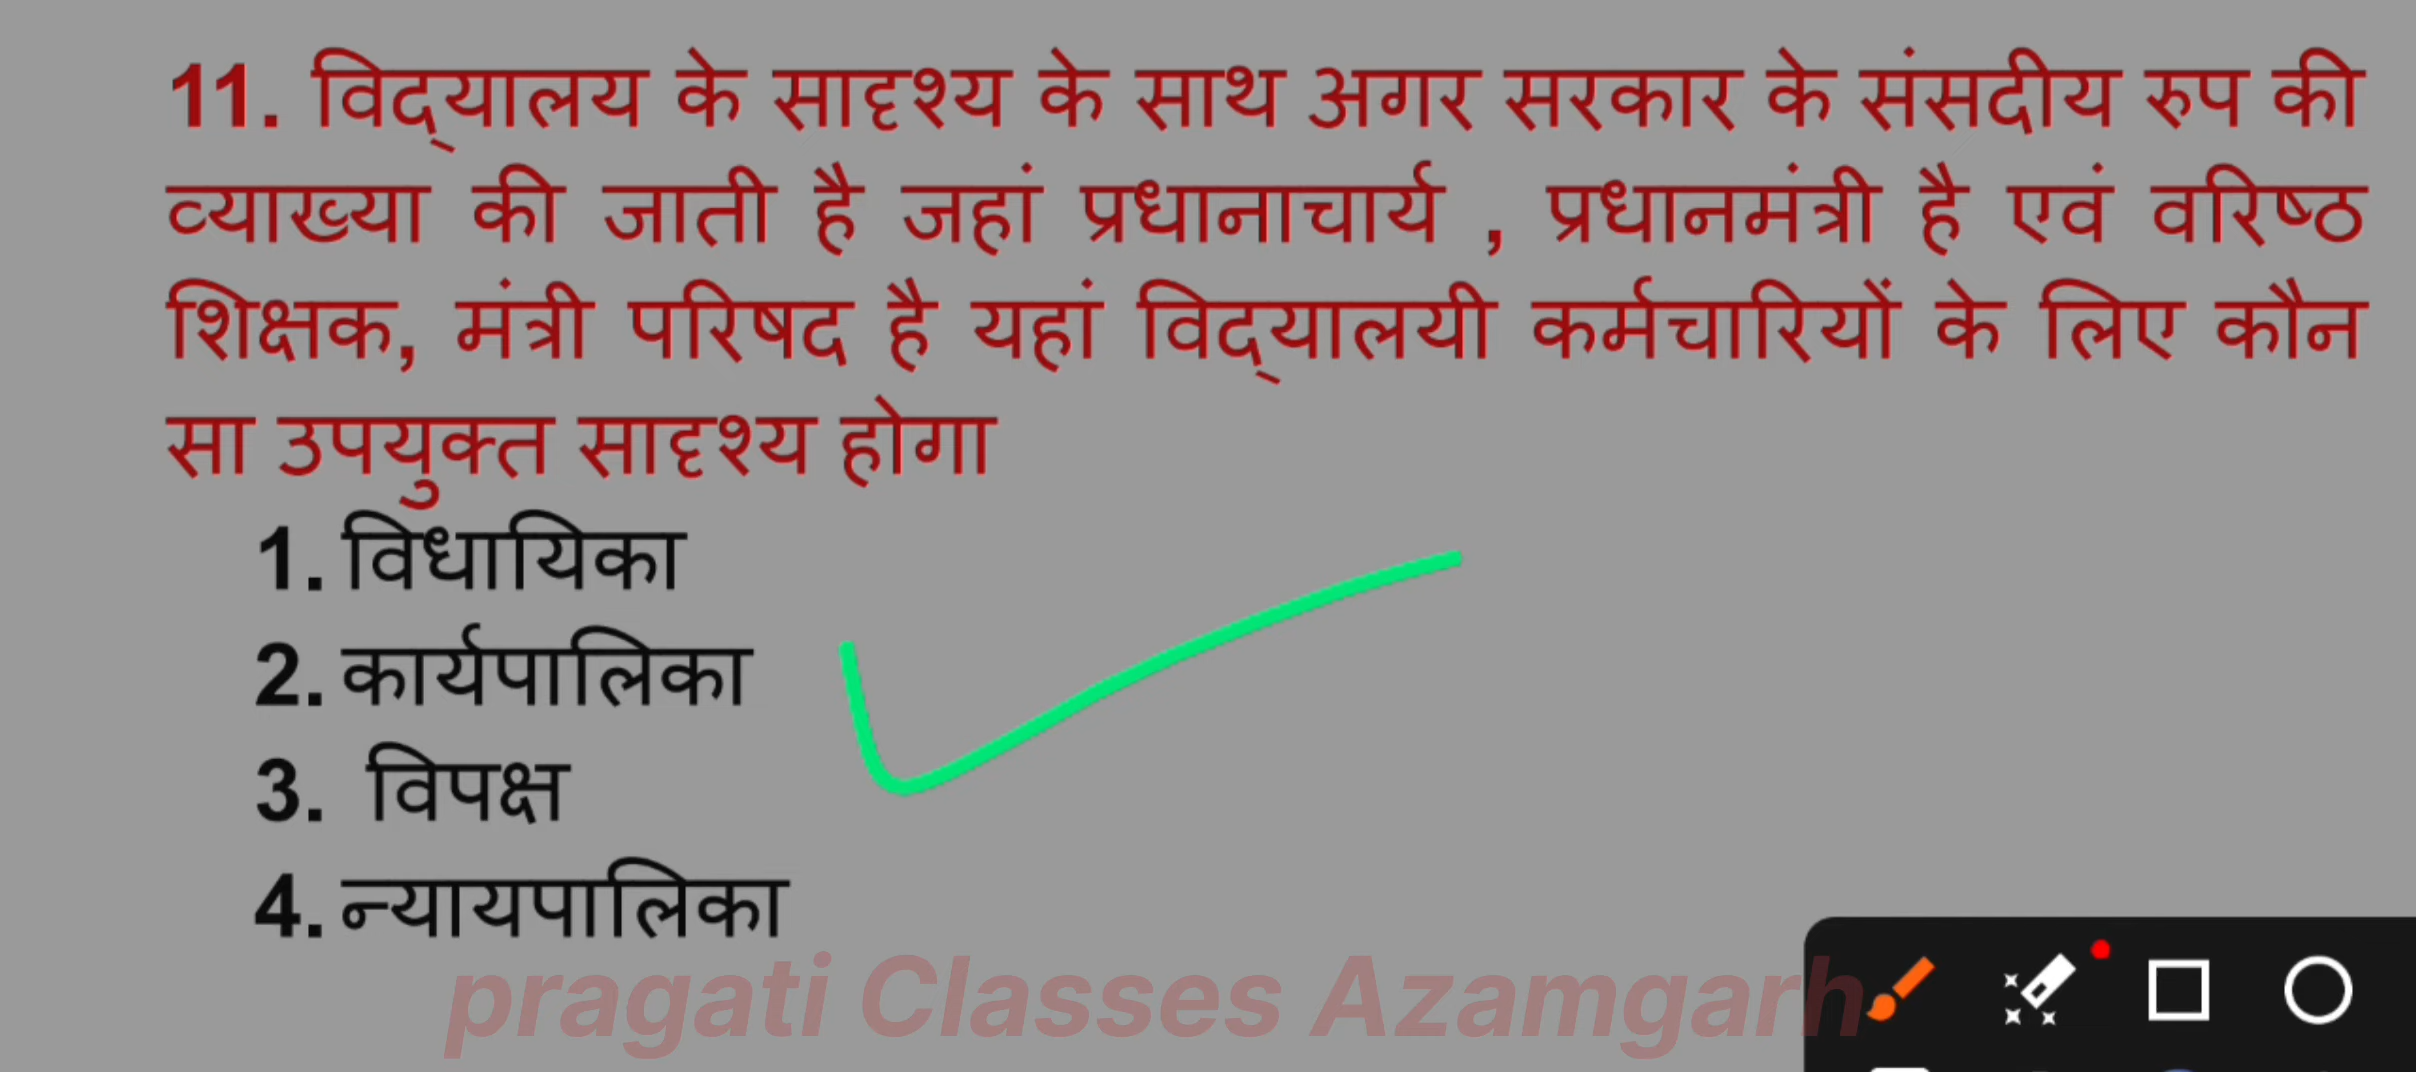 11. विद्यालय के सादृश्य के साथ अगर सरकार के संसदीय रुप की
व्याख्या की जाती है जहां प्रधानाचार्य , प्रधानमंत्री है एवं वरिष्ठ
शिक्षक, मंत्री परिषद है यहां विद्यालयी कर्मचारियों के लिए कौन
सा उपयुक्त सादृश्य होगा
1. विधायिका
2. कार्यपालिका
3. विपक्ष
4. न्यायपालिका
pragati Classes Azamgarh